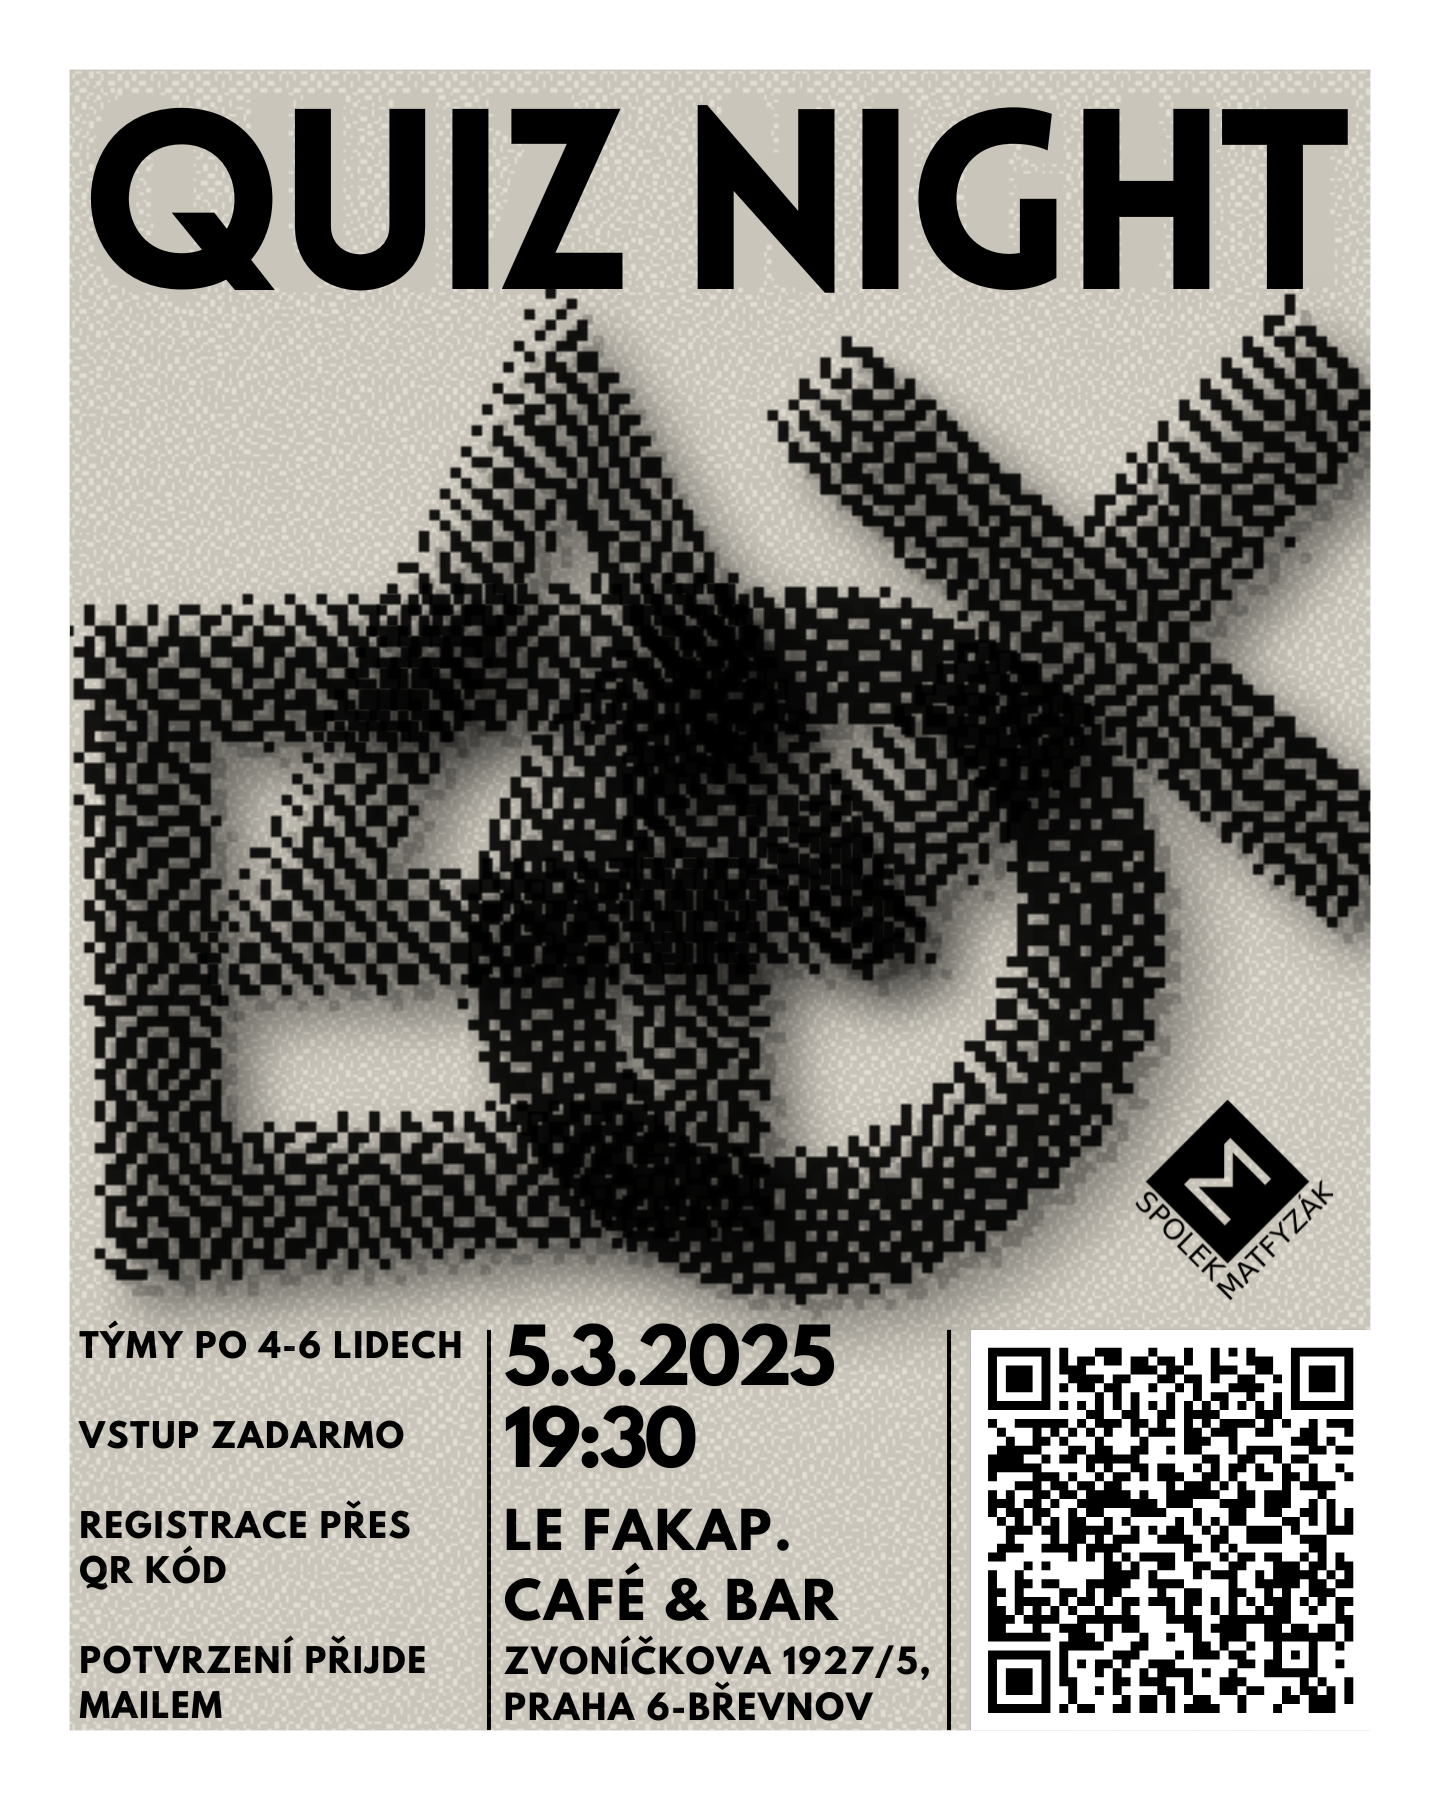 QUIZ NIGHT
SPOLEK
MATFYZÁK
TÝMY PO 4-6 LIDECH
VSTUP ZADARMO
REGISTRACE PŘES
QR KÓD
POTVRZENÍ PŘIJDE
MAILEM
5.3.2025
19:30
LE FAKAP.
CAFÉ & BAR
ZVONÍČKOVA 1927/5,
PRAHA 6-BŘEVNOV